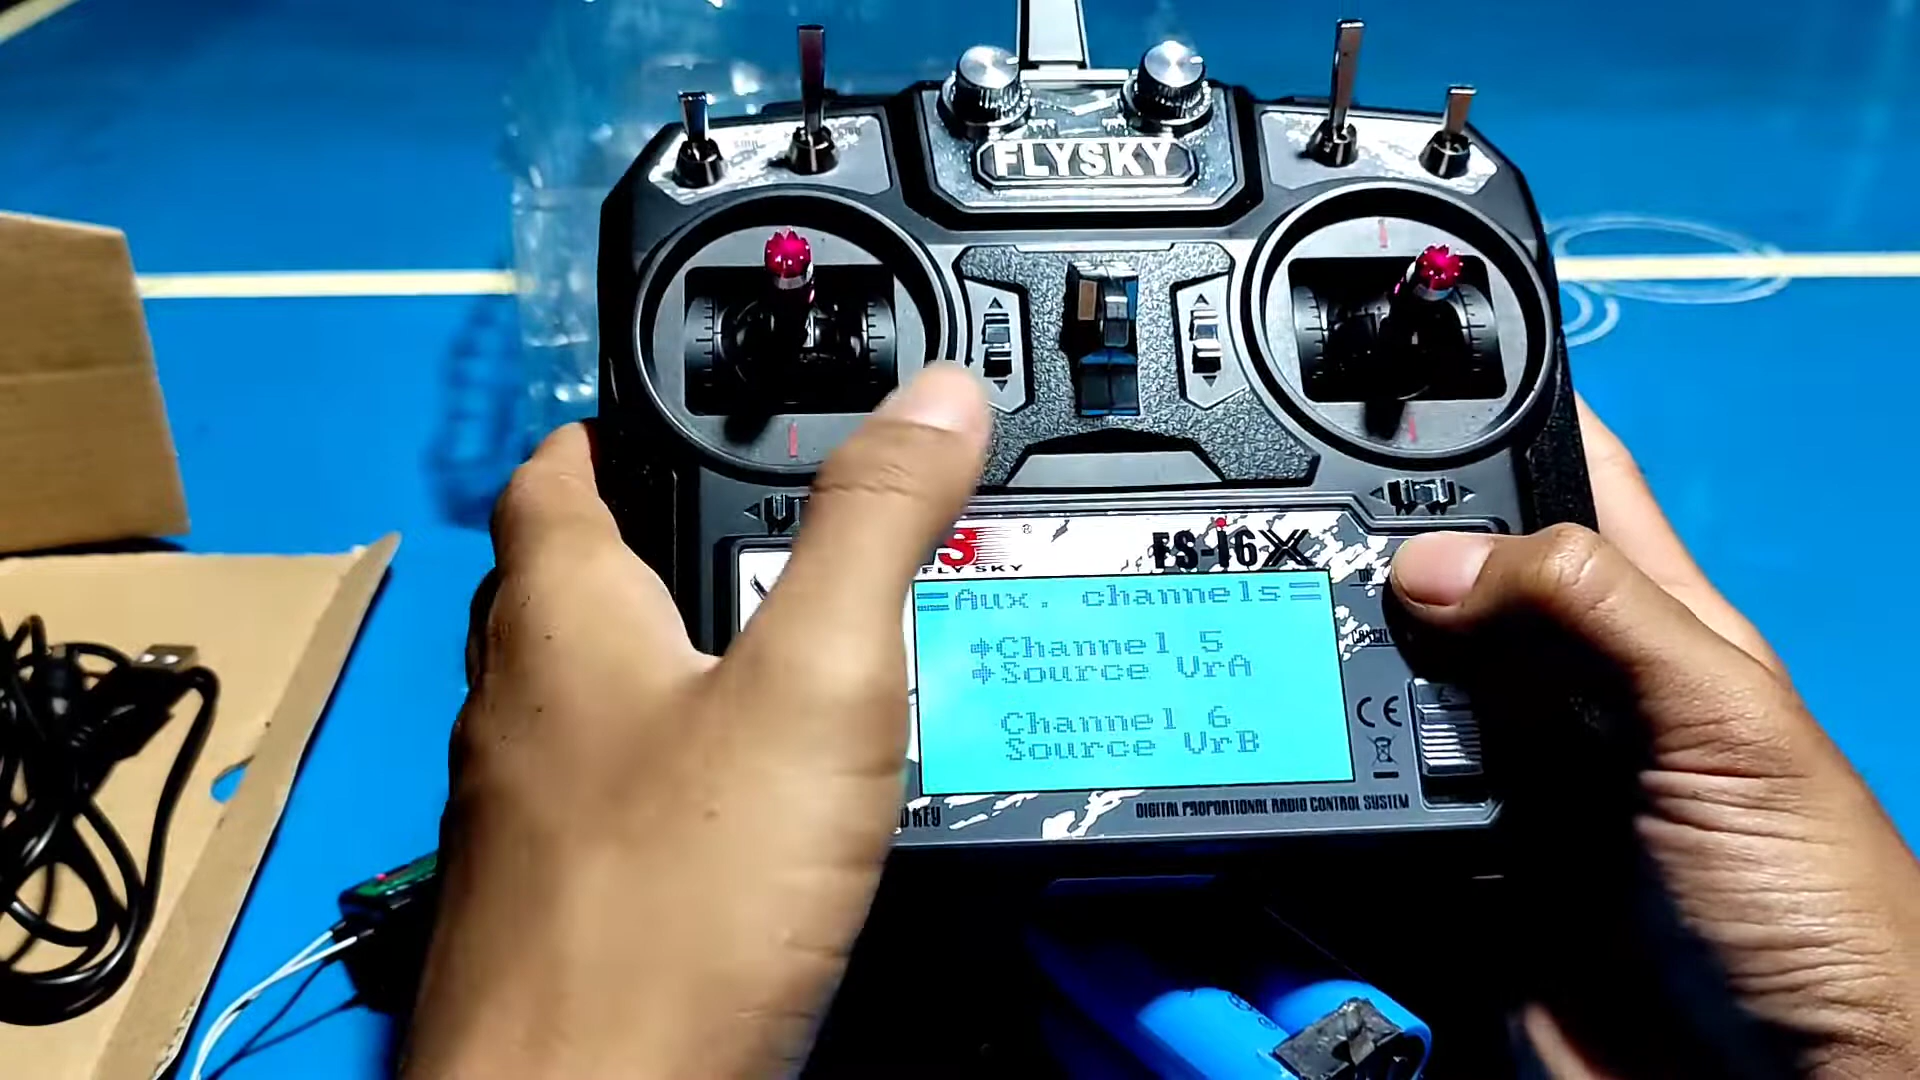 FLYSKY
FLY SKY
FS-i6X
=Aux. channels=
Channel 5
Source VrA
Channel 6
Source VrB
CE
KEY
DIGITAL PROPORTIONAL RADIO CONTROL SYSTEM